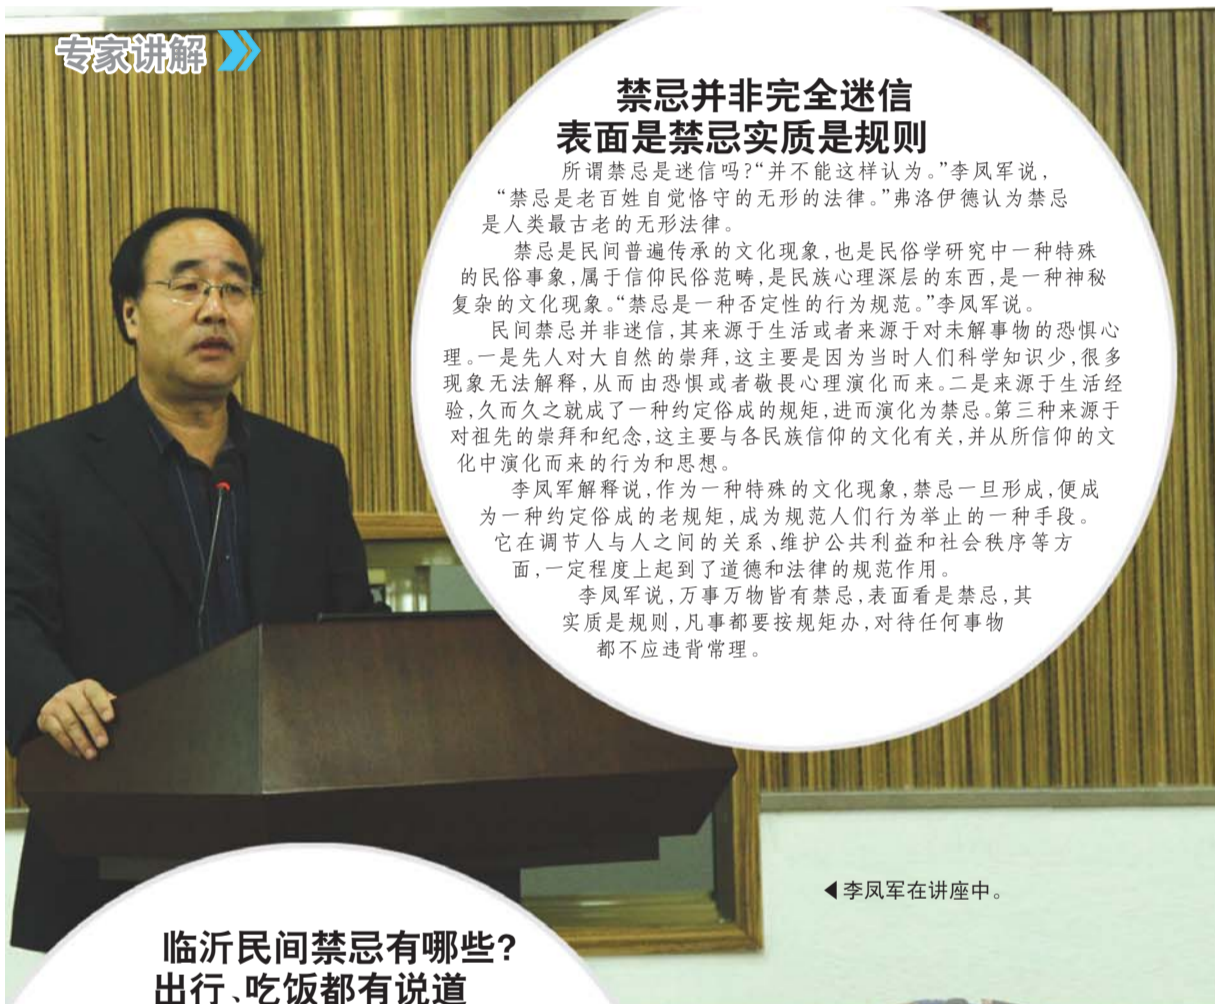 专家讲解
禁忌并非完全迷信
表面是禁忌实质是规则
所谓禁忌是迷信吗?“并不能这样认为。”李凤军说，
“禁忌是老百姓自觉恪守的无形的法律。”弗洛伊德认为禁忌
是人类最古老的无形法律。
禁忌是民间普遍传承的文化现象,也是民俗学研究中一种特殊
的民俗事象,属于信仰民俗范畴,是民族心理深层的东西,是一种神秘
复杂的文化现象。“禁忌是一种否定性的行为规范。”李凤军说。
民间禁忌并非迷信,其来源于生活或者来源于对未解事物的恐惧心
理。一是先人对大自然的崇拜,这主要是因为当时人们科学知识少,很多
现象无法解释,从而由恐惧或者敬畏心理演化而来。二是来源于生活经
验,久而久之就成了一种约定俗成的规矩,进而演化为禁忌。第三种来源于
对祖先的崇拜和纪念,这主要与各民族信仰的文化有关,并从所信仰的文
化中演化而来的行为和思想。
李凤军解释说,作为一种特殊的文化现象,禁忌一旦形成,便成
为一种约定俗成的老规矩,成为规范人们行为举止的一种手段。
它在调节人与人之间的关系、维护公共利益和社会秩序等方
面,一定程度上起到了道德和法律的规范作用。
李凤军说,万事万物皆有禁忌,表面看是禁忌,其
实质是规则,凡事都要按规矩办,对待任何事物
都不应违背常理。
◀李凤军在讲座中。
临沂民间禁忌有哪些?
出行、吃饭都有说道